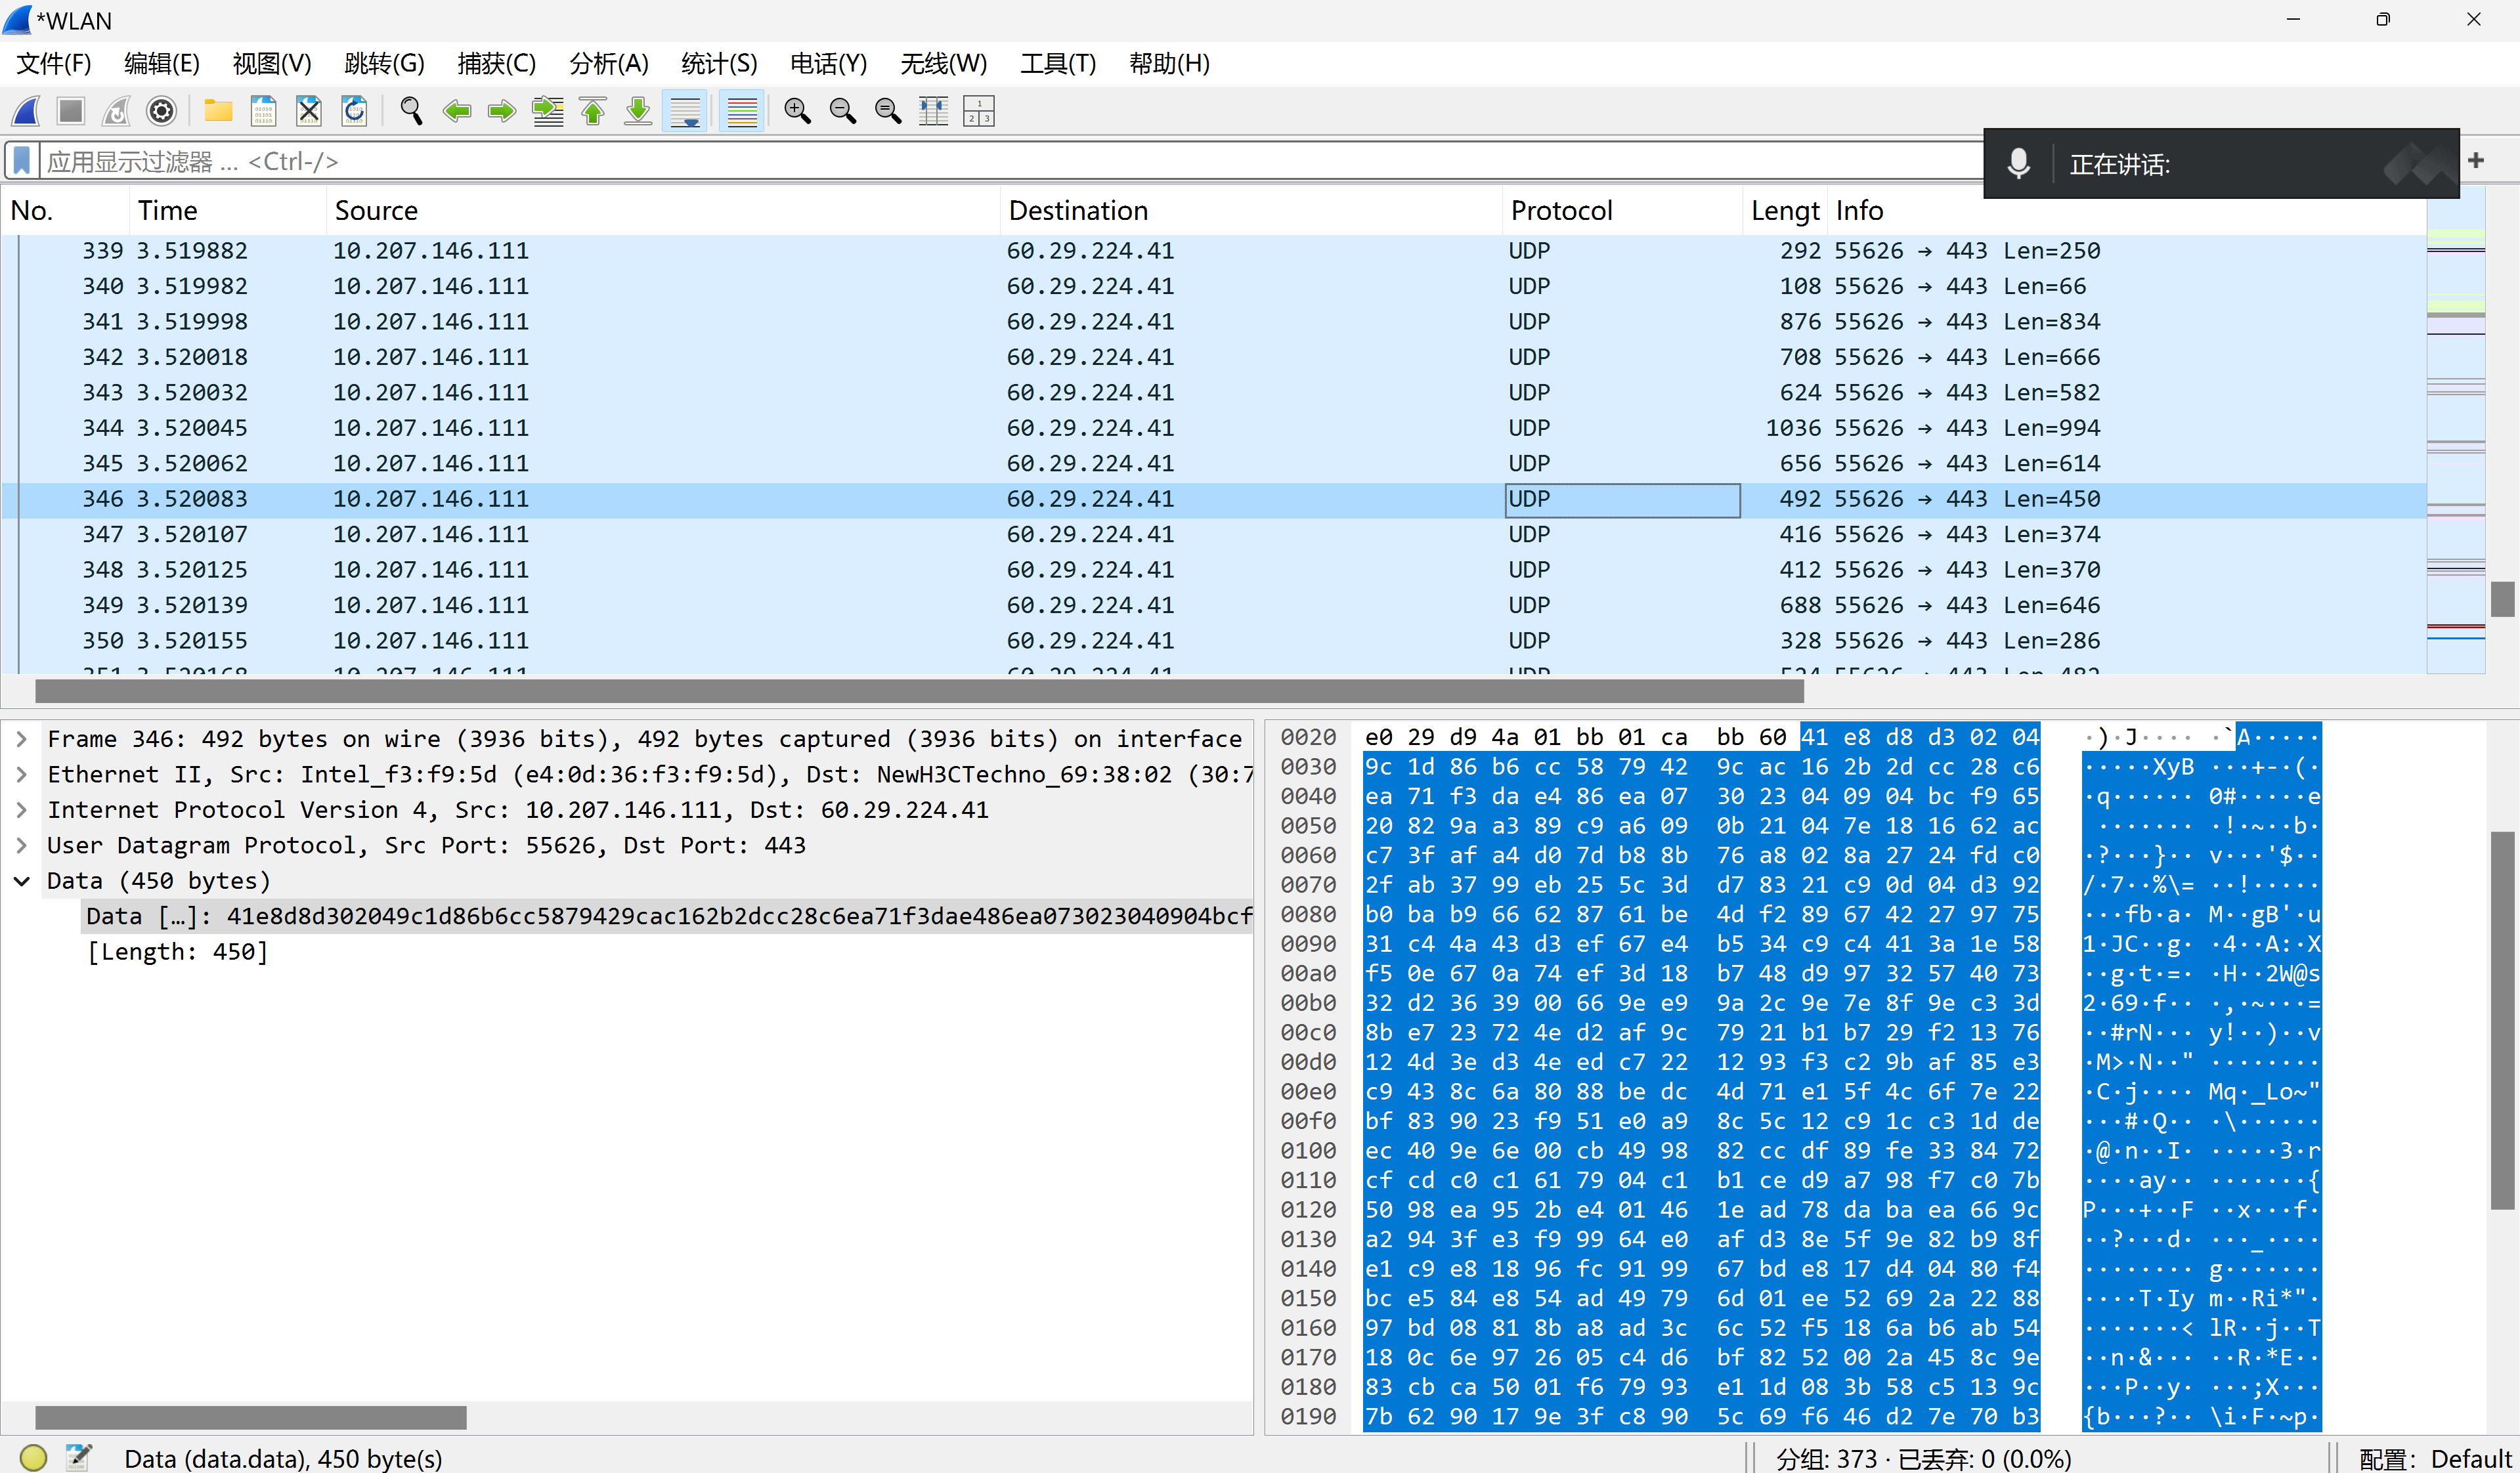 *WLAN
文件(F) 编辑(E) 视图(V) 跳转(G) 捕获(C) 分析(A) 统计(S) 电话(Y) 无线(W) 工具(T) 帮助(H)
应用显示过滤器 … <Ctrl-/>
正在讲话:
+
No. Time Source Destination Protocol Lengt Info
339 3.519882 10.207.146.111 60.29.224.41 UDP 292 55626 → 443 Len=250
340 3.519982 10.207.146.111 60.29.224.41 UDP 108 55626 → 443 Len=66
341 3.519998 10.207.146.111 60.29.224.41 UDP 876 55626 → 443 Len=834
342 3.520018 10.207.146.111 60.29.224.41 UDP 708 55626 → 443 Len=666
343 3.520032 10.207.146.111 60.29.224.41 UDP 624 55626 → 443 Len=582
344 3.520045 10.207.146.111 60.29.224.41 UDP 1036 55626 → 443 Len=994
345 3.520062 10.207.146.111 60.29.224.41 UDP 656 55626 → 443 Len=614
346 3.520083 10.207.146.111 60.29.224.41 UDP 492 55626 → 443 Len=450
347 3.520107 10.207.146.111 60.29.224.41 UDP 416 55626 → 443 Len=374
348 3.520125 10.207.146.111 60.29.224.41 UDP 412 55626 → 443 Len=370
349 3.520139 10.207.146.111 60.29.224.41 UDP 688 55626 → 443 Len=646
350 3.520155 10.207.146.111 60.29.224.41 UDP 328 55626 → 443 Len=286
Frame 346: 492 bytes on wire (3936 bits), 492 bytes captured (3936 bits) on interface
Ethernet II, Src: Intel_f3:f9:5d (e4:0d:36:f3:f9:5d), Dst: NewH3CTechno_69:38:02 (30:7
Internet Protocol Version 4, Src: 10.207.146.111, Dst: 60.29.224.41
User Datagram Protocol, Src Port: 55626, Dst Port: 443
Data (450 bytes)
Data […]: 41e8d8d302049c1d86b6cc5879429cac162b2dcc28c6ea71f3dae486ea073023040904bcf
[Length: 450]
0020 e0 29 d9 4a 01 bb 01 ca bb 60 41 e8 d8 d3 02 04 ·)·J···· ·`A·····
0030 9c 1d 86 b6 cc 58 79 42 9c ac 16 2b 2d cc 28 c6 ·····XyB ···+-·(·
0040 ea 71 f3 da e4 86 ea 07 30 23 04 09 04 bc f9 65 ·q······ 0#·····e
0050 20 82 9a a3 89 c9 a6 09 0b 21 04 7e 18 16 62 ac  ······· ·!·~··b·
0060 c7 3f af a4 d0 7d b8 8b 76 a8 02 8a 27 24 fd c0 ·?···}·· v···'$··
0070 2f ab 37 99 eb 25 5c 3d d7 83 21 c9 0d 04 d3 92 /·7··%\= ··!·····
0080 b0 ba b9 66 62 87 61 be 4d f2 89 67 42 27 97 75 ···fb·a· M··gB'·u
0090 31 c4 4a 43 d3 ef 67 e4 b5 34 c9 c4 41 3a 1e 58 1·JC··g· ·4··A:·X
00a0 f5 0e 67 0a 74 ef 3d 18 b7 48 d9 97 32 57 40 73 ··g·t·=· ·H··2W@s
00b0 32 d2 36 39 00 66 9e e9 9a 2c 9e 7e 8f 9e c3 3d 2·69·f·· ·,·~···=
00c0 8b e7 23 72 4e d2 af 9c 79 21 b1 b7 29 f2 13 76 ··#rN··· y!··)··v
00d0 12 4d 3e d3 4e ed c7 22 12 93 f3 c2 9b af 85 e3 ·M>·N··" ········
00e0 c9 43 8c 6a 80 88 be dc 4d 71 e1 5f 4c 6f 7e 22 ·C·j···· Mq·_Lo~"
00f0 bf 83 90 23 f9 51 e0 a9 8c 5c 12 c9 1c c3 1d de ···#·Q·· ·\······
0100 ec 40 9e 6e 00 cb 49 98 82 cc df 89 fe 33 84 72 ·@·n··I· ·····3·r
0110 cf cd c0 c1 61 79 04 c1 b1 ce d9 a7 98 f7 c0 7b ····ay·· ·······{
0120 50 98 ea 95 2b e4 01 46 1e ad 78 da ba ea 66 9c P···+··F ··x···f·
0130 a2 94 3f e3 f9 99 64 e0 af d3 8e 5f 9e 82 b9 8f ··?···d· ···_····
0140 e1 c9 e8 18 96 fc 91 99 67 bd e8 17 d4 04 80 f4 ········ g·······
0150 bc e5 84 e8 54 ad 49 79 6d 01 ee 52 69 2a 22 88 ····T·Iy m··Ri*"·
0160 97 bd 08 81 8b a8 ad 3c 6c 52 f5 18 6a b6 ab 54 ·······< lR··j··T
0170 18 0c 6e 97 26 05 c4 d6 bf 82 52 00 2a 45 8c 9e ··n·&··· ··R·*E··
0180 83 cb ca 50 01 f6 79 93 e1 1d 08 3b 58 c5 13 9c ···P··y· ···;X···
0190 7b 62 90 17 9e 3f c8 90 5c 69 f6 46 d2 7e 70 b3 {b···?·· \i·F·~p·
Data (data.data), 450 byte(s) 分组: 373 · 已丢弃: 0 (0.0%) 配置: Default